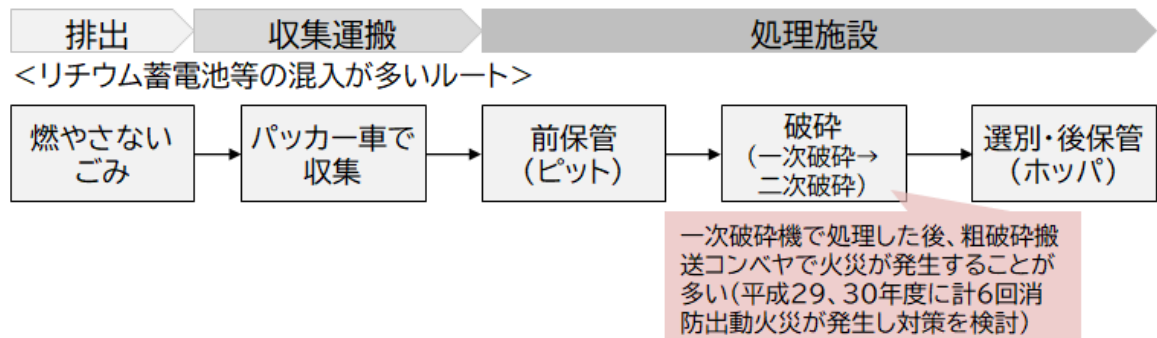 排出
収集運搬
処理施設
<リチウム蓄電池等の混入が多いルート>
燃やさない
ごみ
パッカー車で
収集
前保管
(ピット)
破砕
(一次破砕→
二次破砕)
選別・後保管
(ホッパ)
一次破砕機で処理した後、粗破砕搬
送コンベヤで火災が発生することが
多い(平成29、30年度に計6回消
防出動火災が発生し対策を検討)